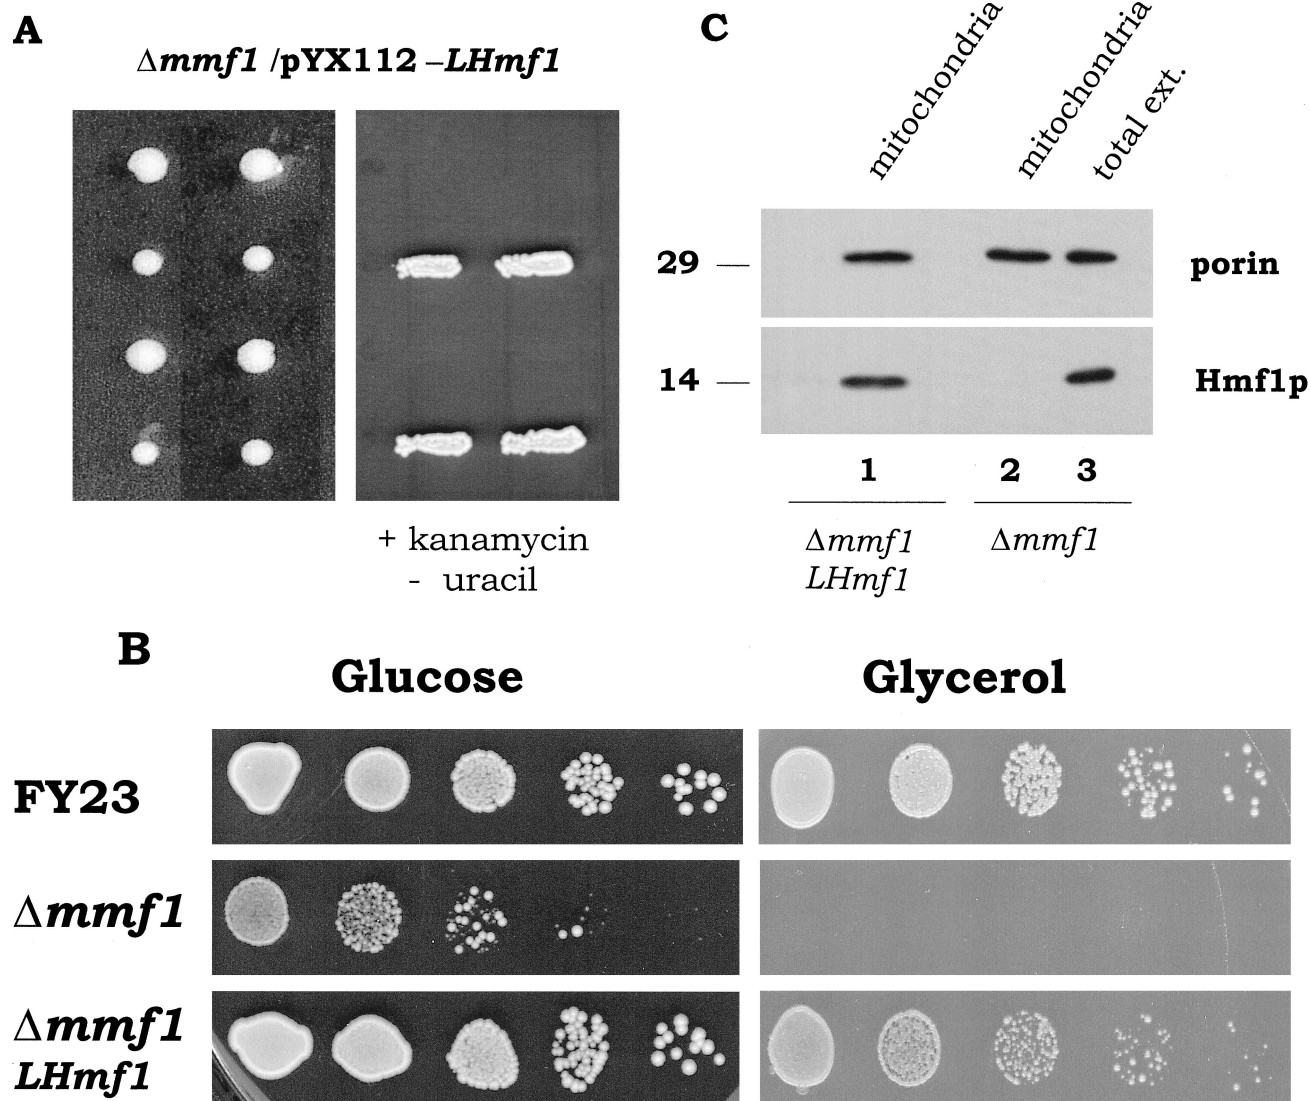 A
Δmmf1 /pYX112 –LHmf1
+ kanamycin
- uracil
C
mitochondria
mitochondria
total ext.
29
porin
14
Hmf1p
1 2 3
Δmmf1 Δmmf1
LHmf1
B
Glucose Glycerol
FY23
Δmmf1
Δmmf1
LHmf1